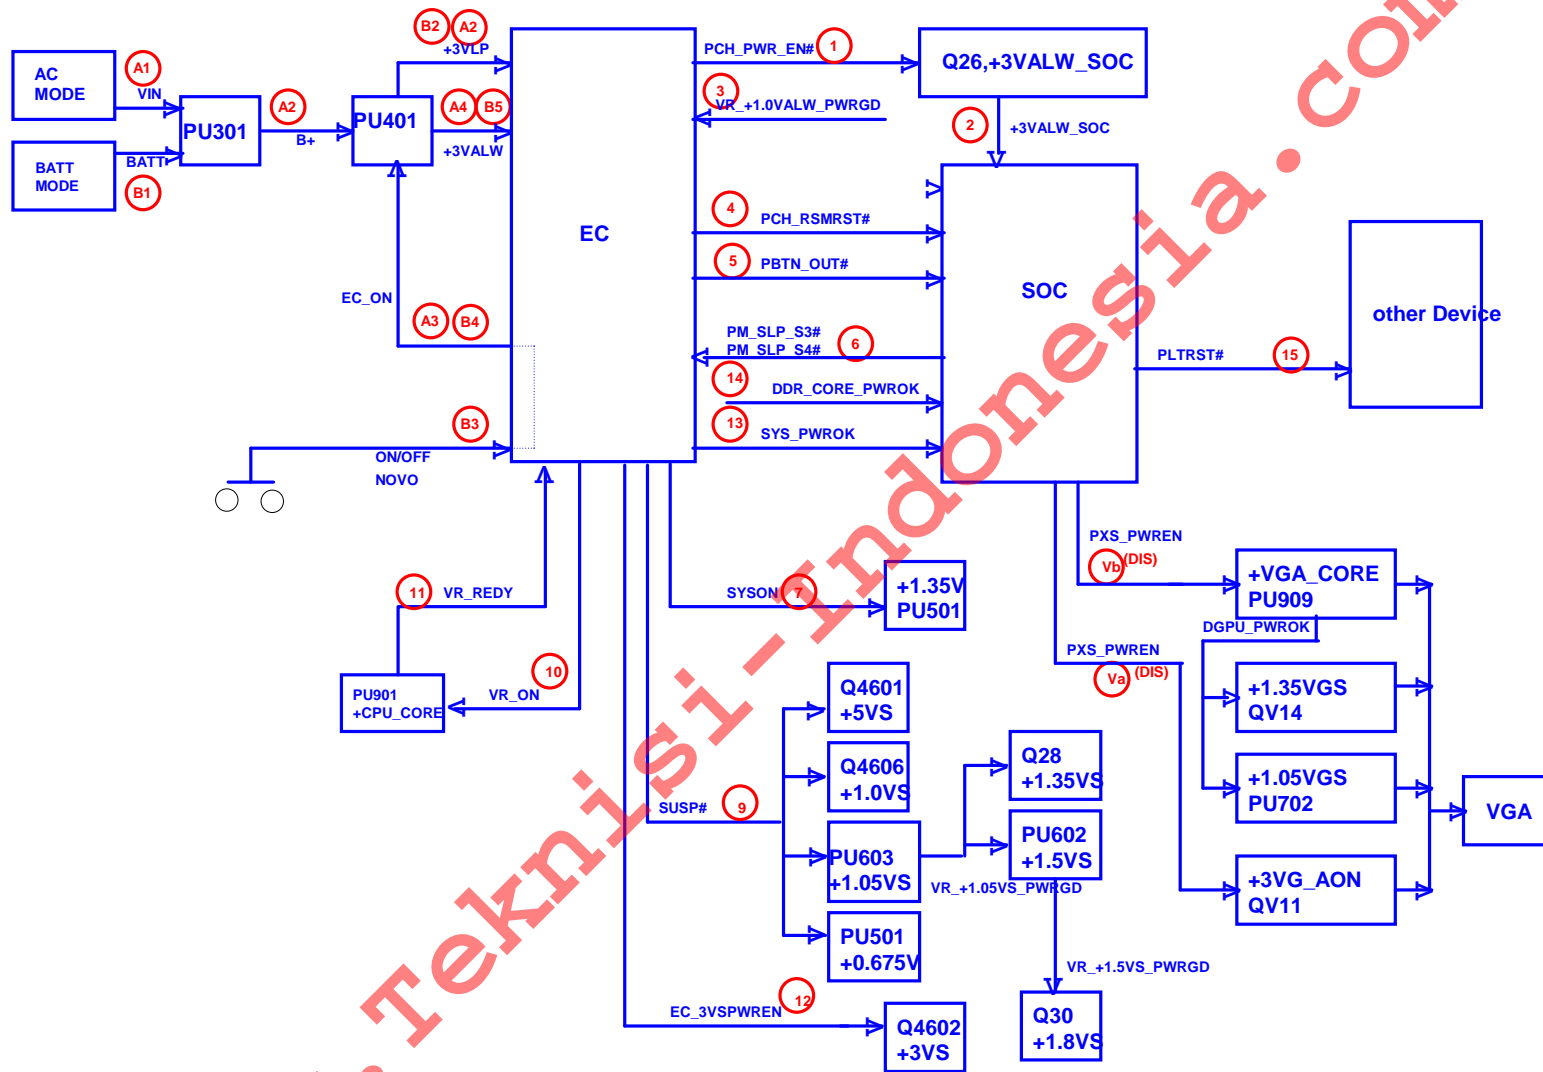 AC
MODE
A1
VIN
BATT
MODE
BATT
B1
PU301
A2
B+
B2
A2
+3VLP
PU401
A4
B5
+3VALW
EC_ON
A3
B4
B3
ON/OFF
NOVO
EC
PCH_PWR_EN#
1
Q26,+3VALW_SOC
3
VR_+1.0VALW_PWRGD
2
+3VALW_SOC
4
PCH_RSMRST#
5
PBTN_OUT#
SOC
PM_SLP_S3#
PM_SLP_S4#
6
14
DDR_CORE_PWROK
13
SYS_PWROK
PLTRST#
15
other Device
11
VR_REDY
10
VR_ON
PU901
+CPU_CORE
SYSON
7
+1.35V
PU501
PXS_PWREN
Vb
(DIS)
+VGA_CORE
PU909
DGPU_PWROK
PXS_PWREN
Va
(DIS)
+1.35VGS
QV14
+1.05VGS
PU702
+3VG_AON
QV11
VGA
SUSP#
9
Q4601
+5VS
Q4606
+1.0VS
PU603
+1.05VS
PU501
+0.675V
Q28
+1.35VS
PU602
+1.5VS
VR_+1.05VS_PWRGD
VR_+1.5VS_PWRGD
Q30
+1.8VS
EC_3VSPWREN
12
Q4602
+3VS
.Teknisi-Indonesia.com